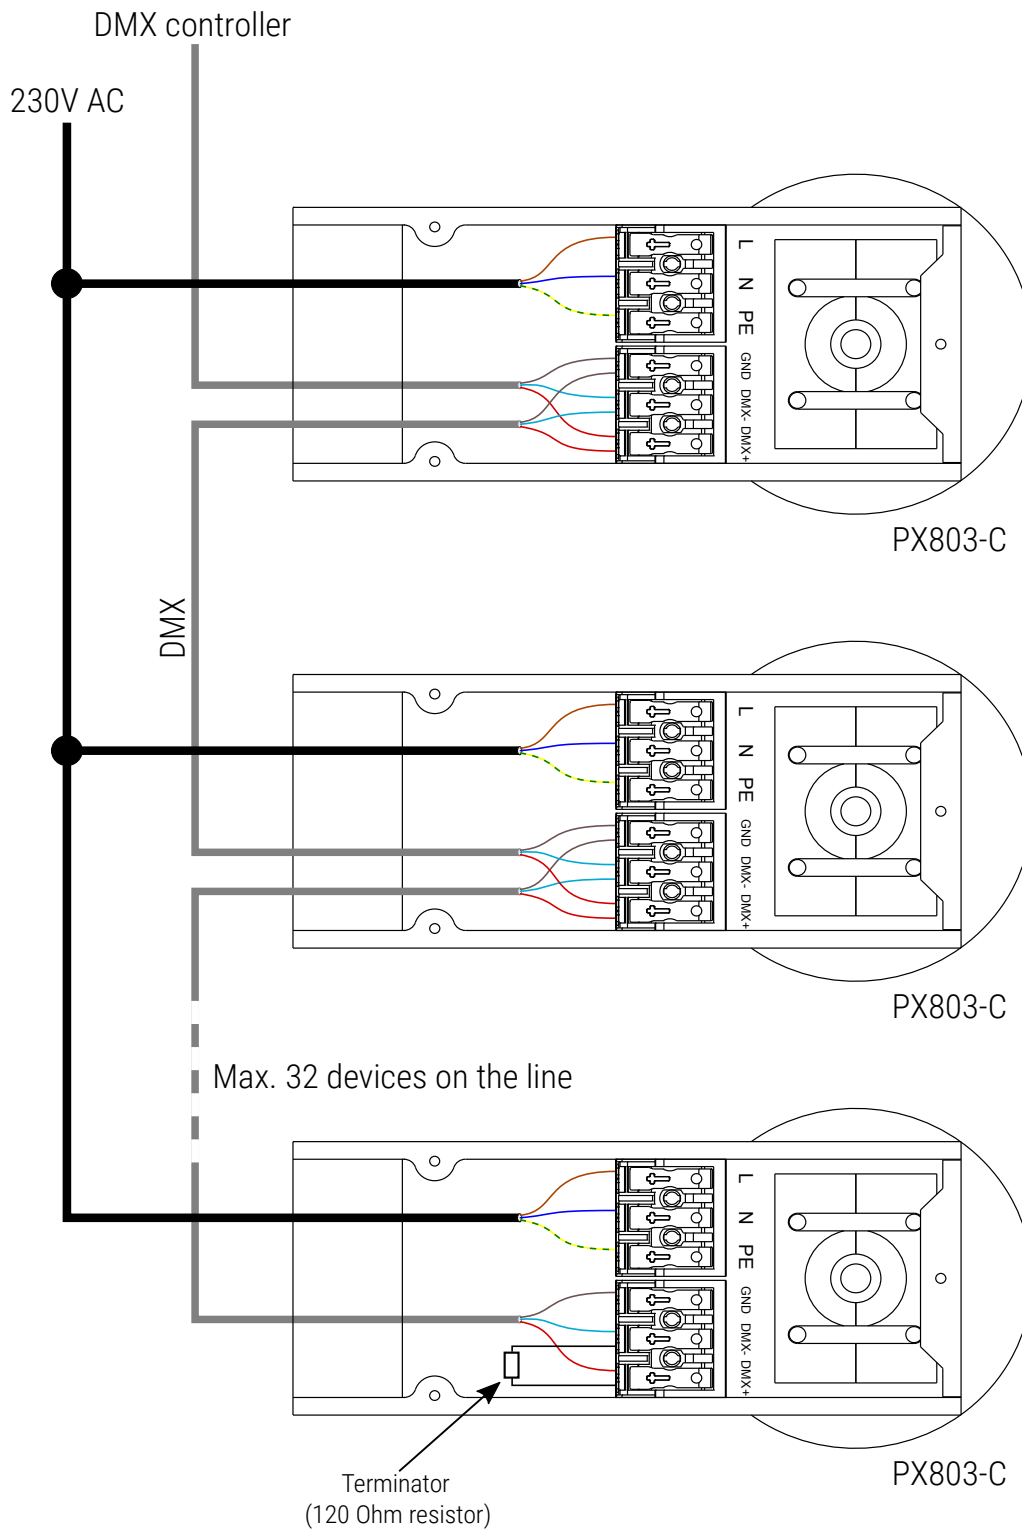 DMX controller
230V AC
L
N
PE
GND
DMX-
DMX+
PX803-C
DMX
L
N
PE
GND
DMX-
DMX+
PX803-C
Max. 32 devices on the line
L
N
PE
GND
DMX-
DMX+
PX803-C
Terminator
(120 Ohm resistor)